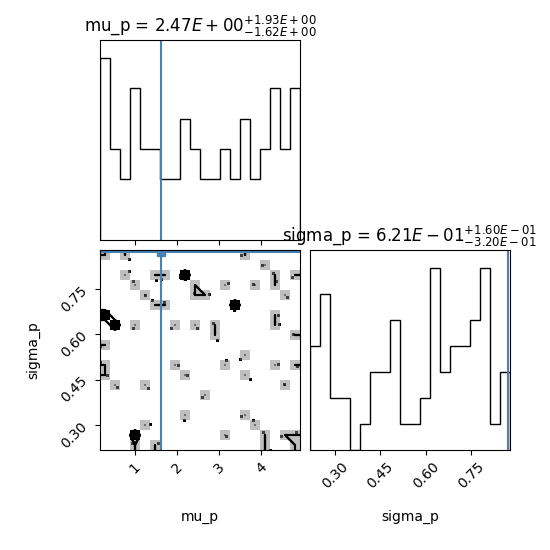 mu_p = 2.47E + 00+1.93E+00−1.62E+00
sigma_p = 6.21E − 01+1.60E−01−3.20E−01
sigma_p
0.75
0.60
0.45
0.30
1 2 3 4
0.30 0.45 0.60 0.75
mu_p
sigma_p